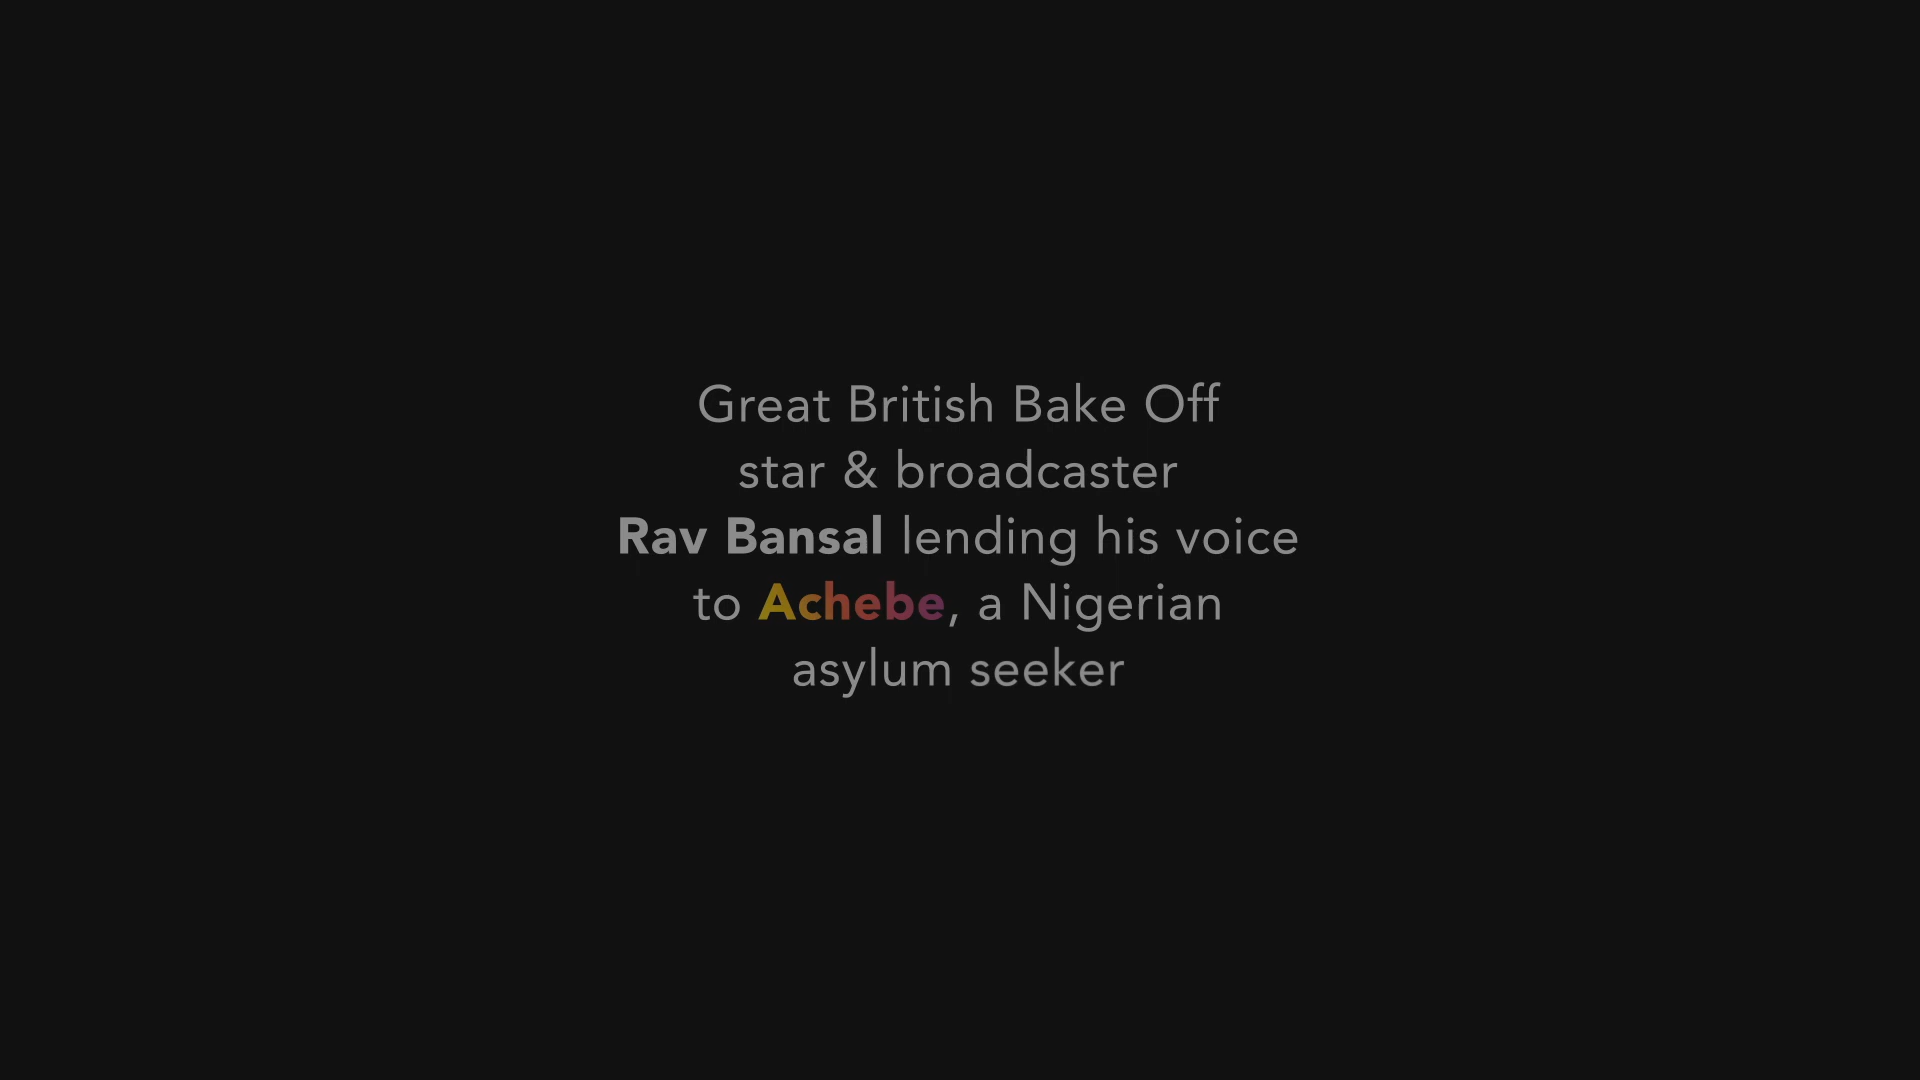 Great British Bake Off
star & broadcaster
Rav Bansal lending his voice
to Achebe, a Nigerian
asylum seeker